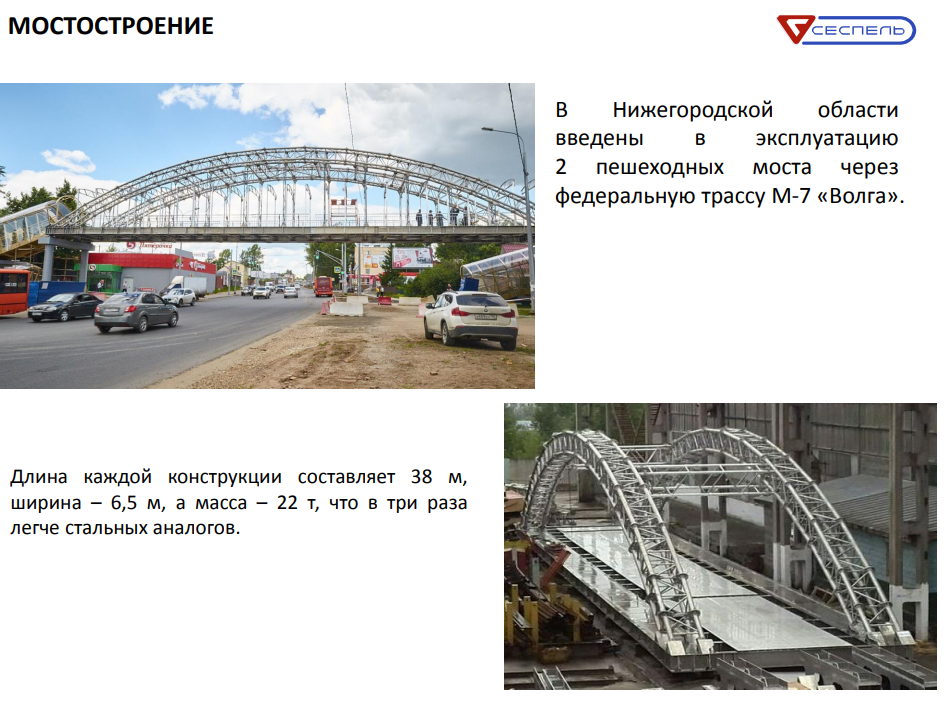 МОСТОСТРОЕНИЕ
СЕСПЕЛЬ
В Нижегородской области
введены в эксплуатацию
2 пешеходных моста через
федеральную трассу М-7 «Волга».
Пятёрочка
Длина каждой конструкции составляет 38 м,
ширина – 6,5 м, а масса – 22 т, что в три раза
легче стальных аналогов.